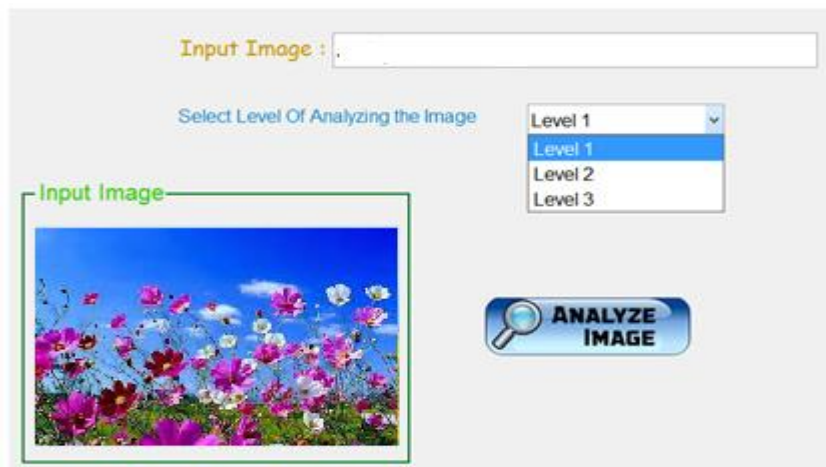 Input Image : .
Select Level Of Analyzing the Image
Level 1
Level 1
Level 2
Level 3
Input Image
ANALYZE
IMAGE